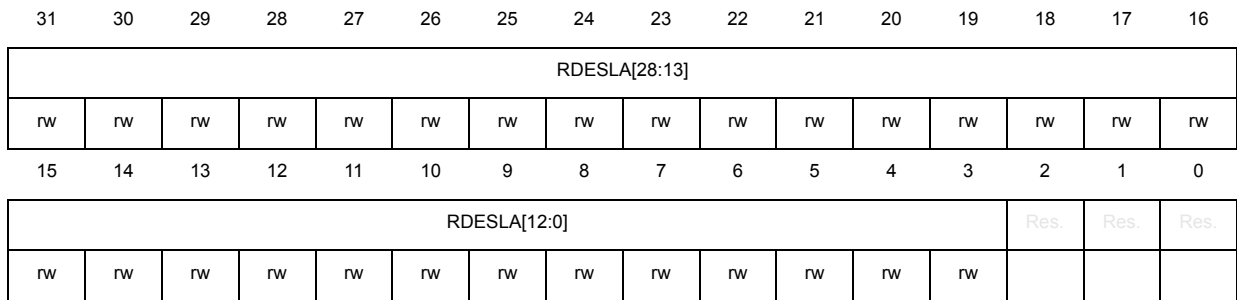 31 30 29 28 27 26 25 24 23 22 21 20 19 18 17 16
RDESLA[28:13]
rw rw rw rw rw rw rw rw rw rw rw rw rw rw rw rw
15 14 13 12 11 10 9 8 7 6 5 4 3 2 1 0
RDESLA[12:0] Res. Res. Res.
rw rw rw rw rw rw rw rw rw rw rw rw rw